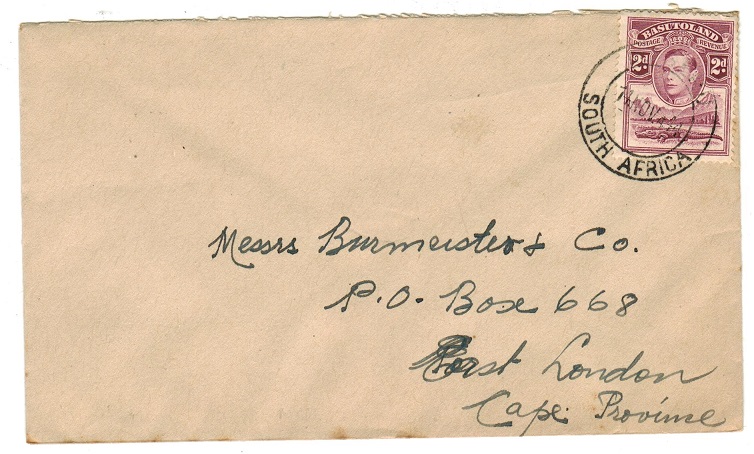 BASUTOLAND
POSTAGE REVENUE
2d 2d
SOUTH AFRICA
Messrs Burmeister & Co.
P.O. Box 668
East London
Cape Province